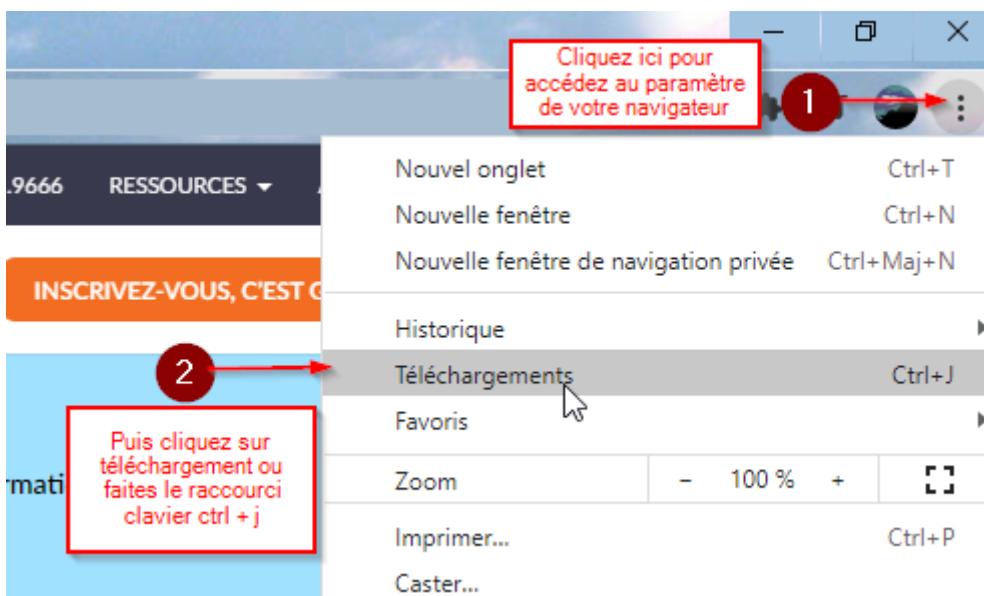 Cliquez ici pour
accédez au paramètre
de votre navigateur
1
Nouvel onglet Ctrl+T
.9666 RESSOURCES
Nouvelle fenêtre Ctrl+N
Nouvelle fenêtre de navigation privée Ctrl+Maj+N
INSCRIVEZ-VOUS, C'EST
Historique
2
Téléchargements Ctrl+J
Favoris
Puis cliquez sur
téléchargement ou
faites le raccourci
clavier ctrl + j
rmati
Zoom - 100 % +
Imprimer... Ctrl+P
Caster...